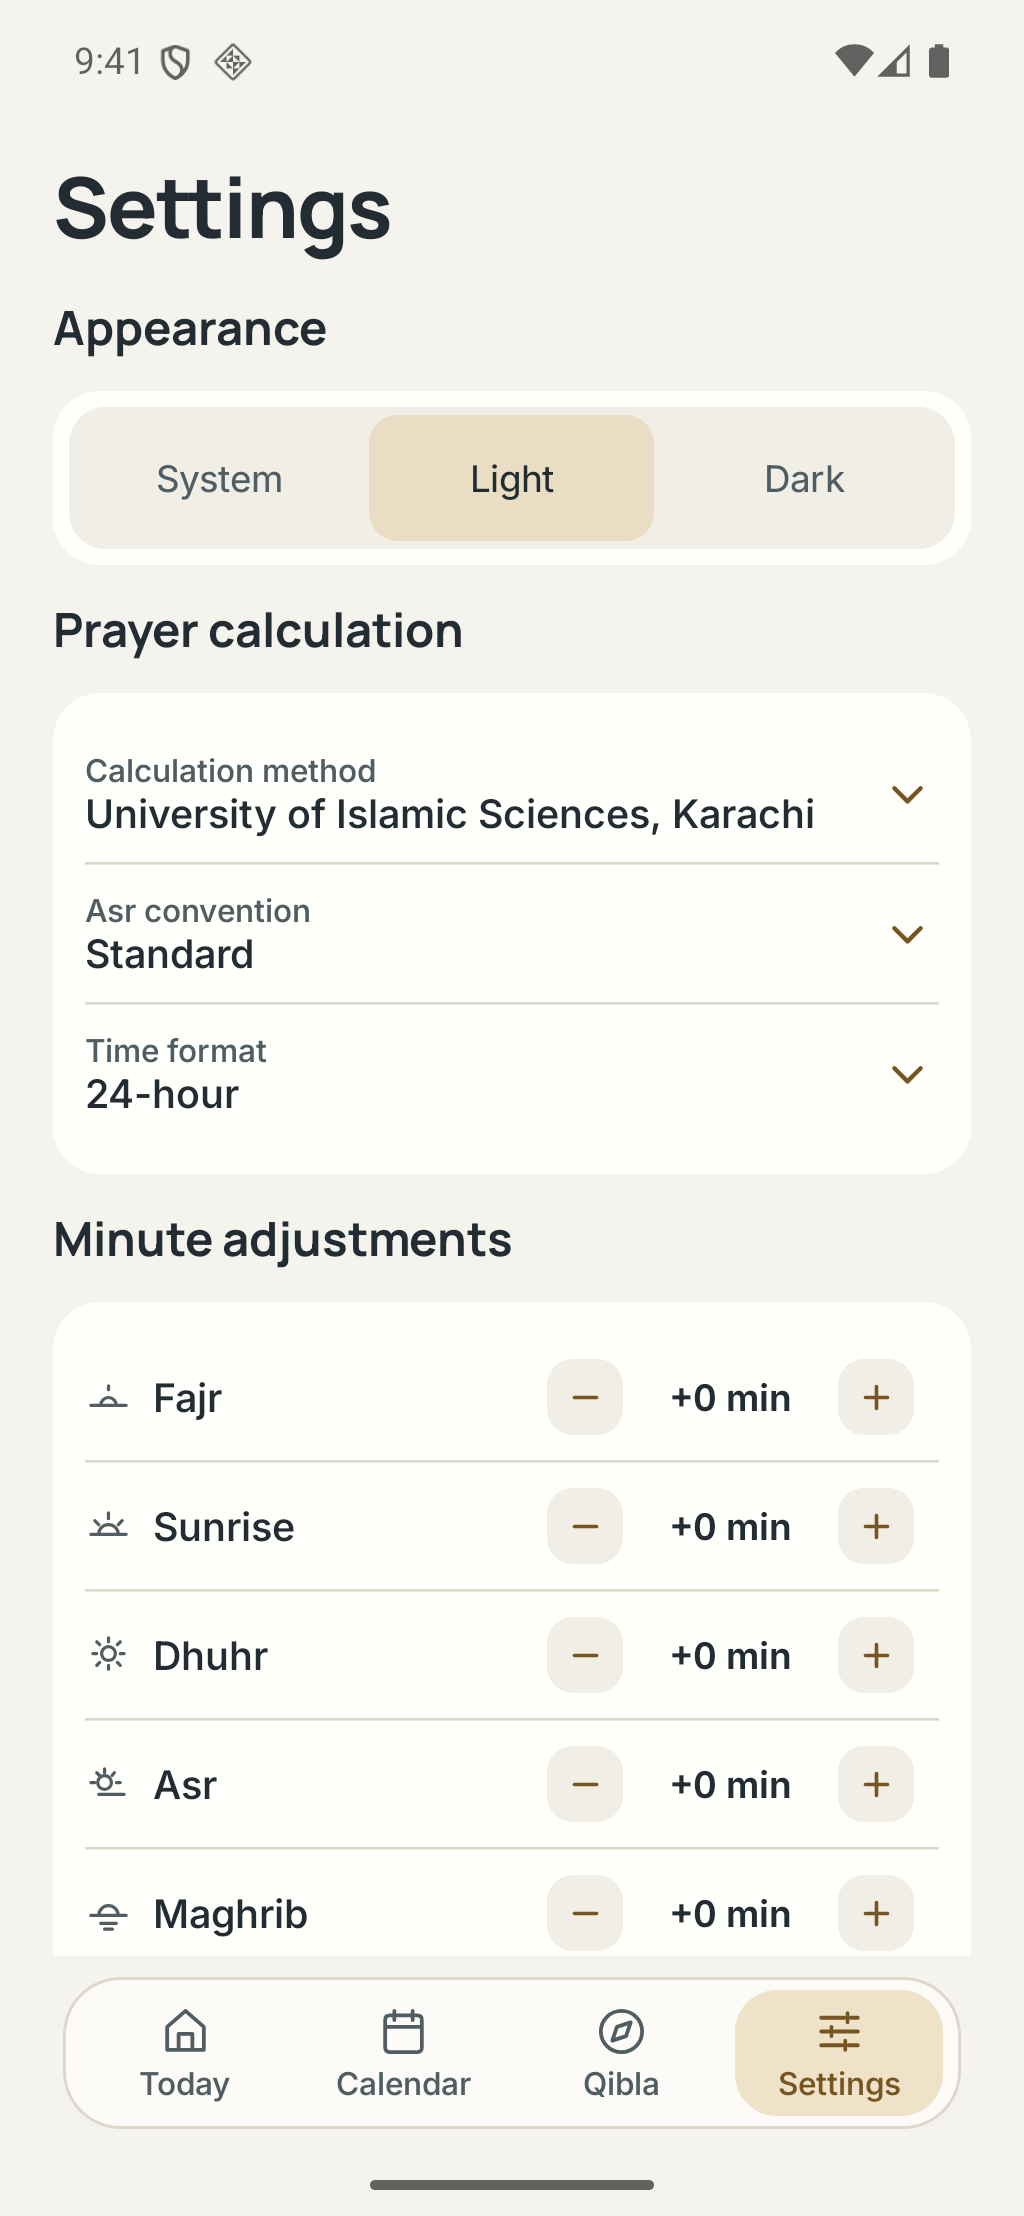 9:41
Settings
Appearance
System Light Dark
Prayer calculation
Calculation method
University of Islamic Sciences, Karachi
Asr convention
Standard
Time format
24-hour
Minute adjustments
Fajr − +0 min +
Sunrise − +0 min +
Dhuhr − +0 min +
Asr − +0 min +
Maghrib − +0 min +
Today Calendar Qibla Settings